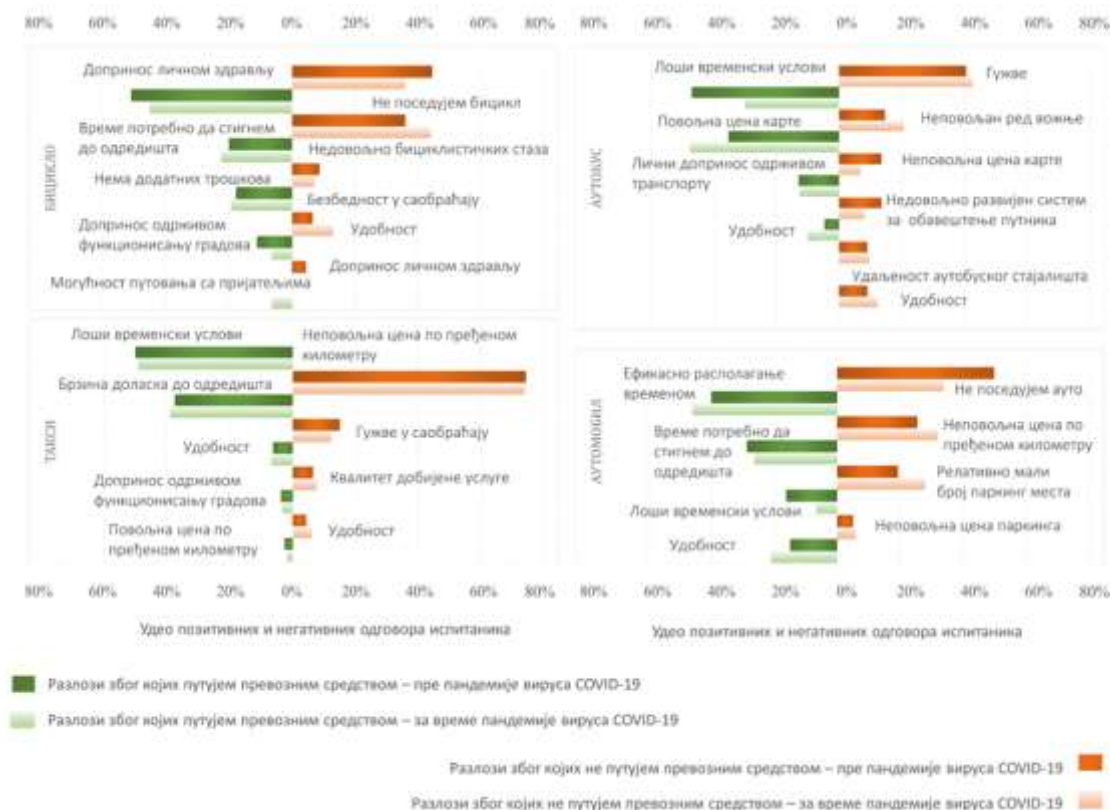 80% 60% 40% 20% 0% 20% 40% 60% 80%
БИЦИКЛО
Допринос личном здрављу
Не поседујем бицикл
Време потребно да стигнем
до одредишта
Недовољно бициклистичких стаза
Нема додатних трошкова
Безбедност у саобраћају
Допринос одрживом
функционисању градова
Удобност
Допринос личном здрављу
Могућност путовања са пријатељима
ТАКСИ
Лоши временски услови
Неповољна цена по пређеном
километру
Брзина доласка до одредишта
Гужве у саобраћају
Удобност
Квалитет добијене услуге
Допринос одрживом
функционисању градова
Повољна цена по
пређеном километру
Удобност
80% 60% 40% 20% 0% 20% 40% 60% 80%
Удео позитивних и негативних одговора испитаника
80% 60% 40% 20% 0% 20% 40% 60% 80%
АУТОБУС
Лоши временски услови
Гужве
Повољна цена карте
Неповољан ред вожње
Лични допринос одрживом
транспорту
Неповољна цена карте
Недовољно развијен систем
за обавештење путника
Удобност
Удаљеност аутобуског стајалишта
Удобност
АУТОМОБИЛ
Ефикасно располагање
временом
Не поседујем ауто
Време потребно да
стигнем до
одредишта
Неповољна цена по
пређеном километру
Релативно мали
број паркинг места
Лоши временски услови
Неповољна цена паркинга
Удобност
80% 60% 40% 20% 0% 20% 40% 60% 80%
Удео позитивних и негативних одговора испитаника
Разлози због којих путујем превозним средством – пре пандемије вируса COVID-19
Разлози због којих путујем превозним средством – за време пандемије вируса COVID-19
Разлози због којих не путујем превозним средством – пре пандемије вируса COVID-19
Разлози због којих не путујем превозним средством – за време пандемије вируса COVID-19